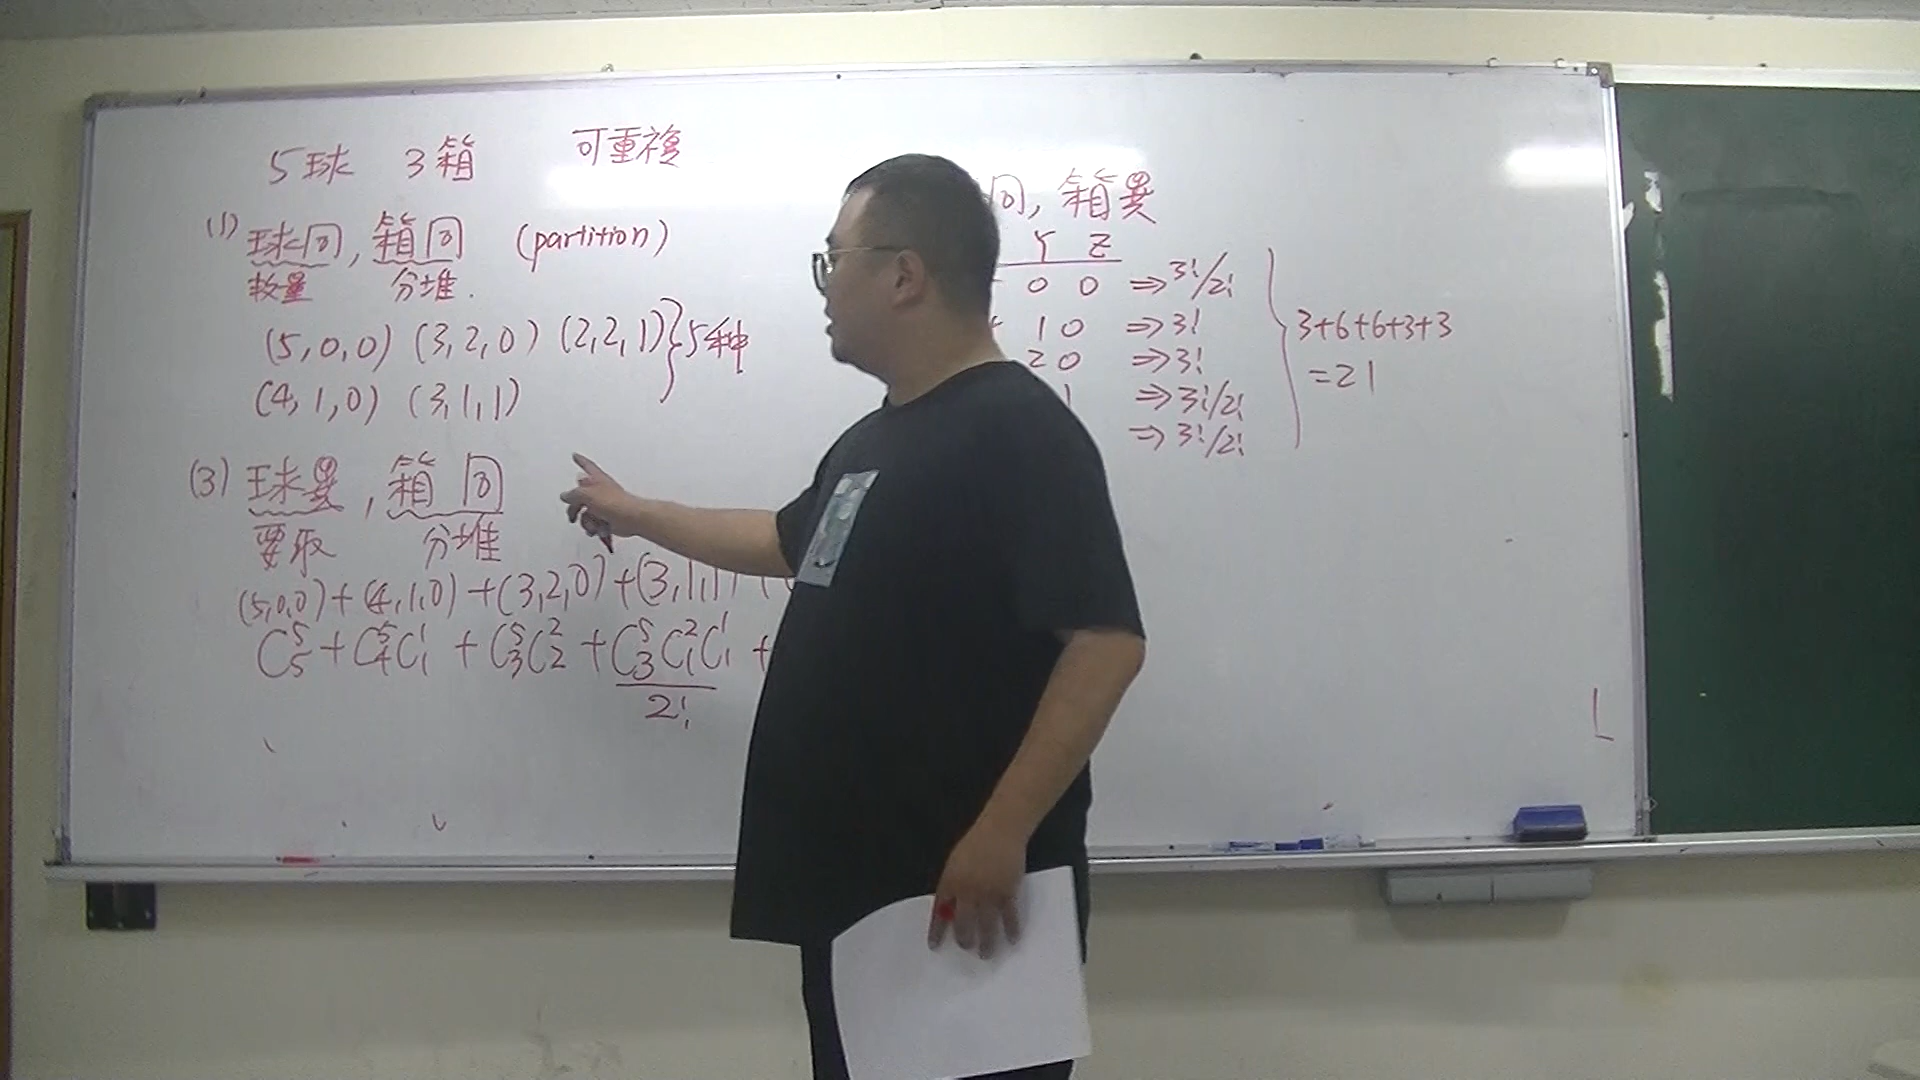 5球 3箱 可重複
(1) 球同, 箱同 (partition)
數量 分堆.
(5,0,0) (3,2,0) (2,2,1) }5種
(4,1,0) (3,1,1)
(3) 球異, 箱同
要取 分堆
(5,0,0)+(4,1,0)+(3,2,0)+(3,1,1)
C⁵₅+C⁵₄C¹₁+C⁵₃C²₂+C⁵₃C²₁C¹₁+
2!
同, 箱異
Y Z
0 0 ⇒3!/2!
1 0 ⇒3!
2 0 ⇒3!
1 ⇒3!/2!
⇒3!/2!
3+6+6+3+3
=21